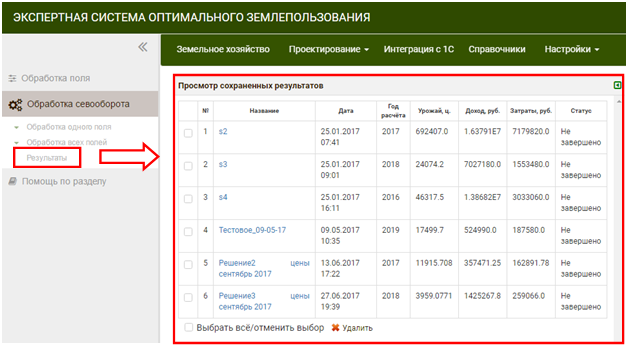 ЭКСПЕРТНАЯ СИСТЕМА ОПТИМАЛЬНОГО ЗЕМЛЕПОЛЬЗОВАНИЯ
Земельное хозяйство Проектирование Интеграция с 1С Справочники Настройки
Обработка поля
Обработка севооборота
Обработка одного поля
Обработка всех полей
Результаты
Помощь по разделу
Просмотр сохраненных результатов
№ Название Дата Год расчёта Урожай, ц. Доход, руб. Затраты, руб. Статус
1 s2 25.01.2017 07:41 2017 692407.0 1.63791E7 7179820.0 Не завершено
2 s3 25.01.2017 09:01 2018 24074.2 7027180.0 1553480.0 Не завершено
3 s4 25.01.2017 16:11 2016 46317.5 1.38682E7 3033060.0 Не завершено
4 Тестовое_09-05-17 09.05.2017 10:35 2019 17499.7 524990.0 187580.0 Не завершено
5 Решение2 цены сентябрь 2017 13.06.2017 17:22 2017 11915.708 357471.25 162891.78 Не завершено
6 Решение3 цены сентябрь 2017 27.06.2017 19:39 2018 3959.0771 1425267.8 259066.0 Не завершено
Выбрать всё/отменить выбор Удалить